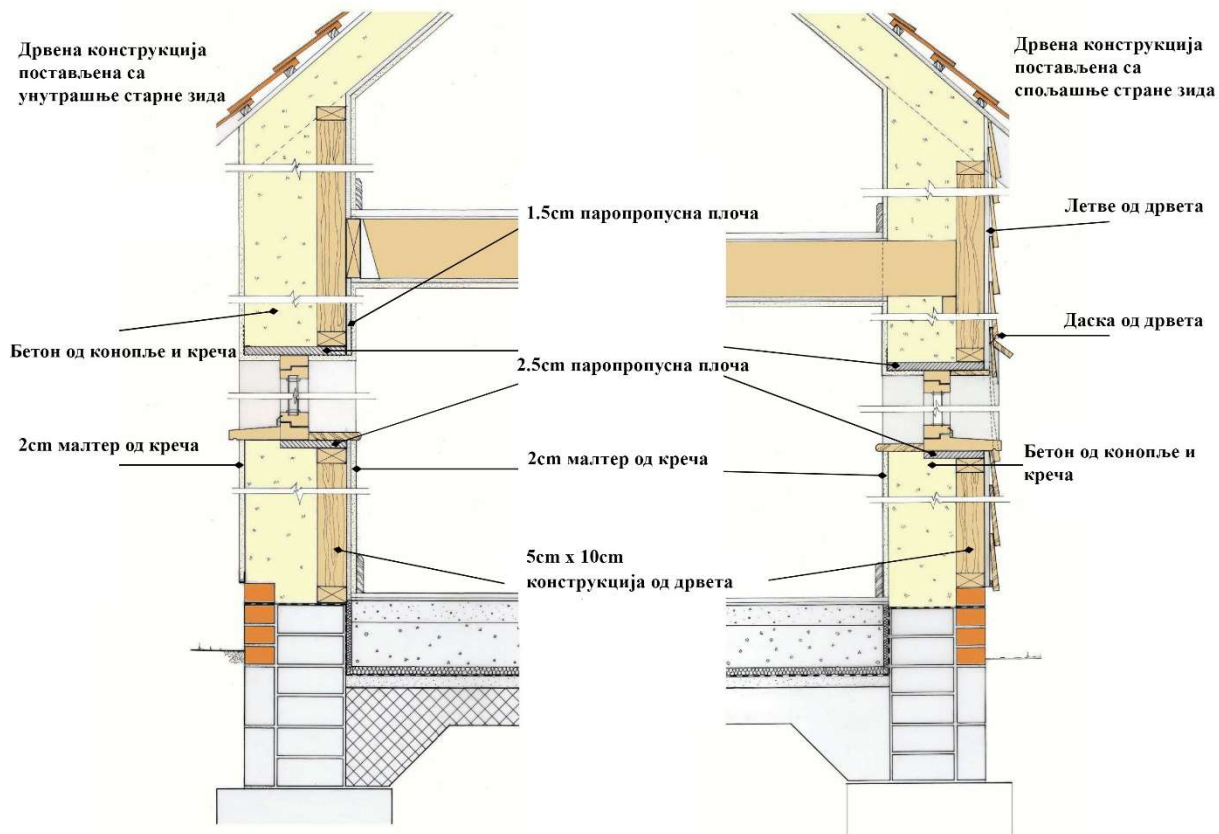 Дрвена конструкција
постављена са
унутрашње старне зида
Дрвена конструкција
постављена са
спољашње стране зида
1.5cm паропропусна плоча
Летве од дрвета
Бетон од конопље и креча
Даска од дрвета
2.5cm паропропусна плоча
2cm малтер од креча
2cm малтер од креча
Бетон од конопље и
креча
5cm x 10cm
конструкција од дрвета